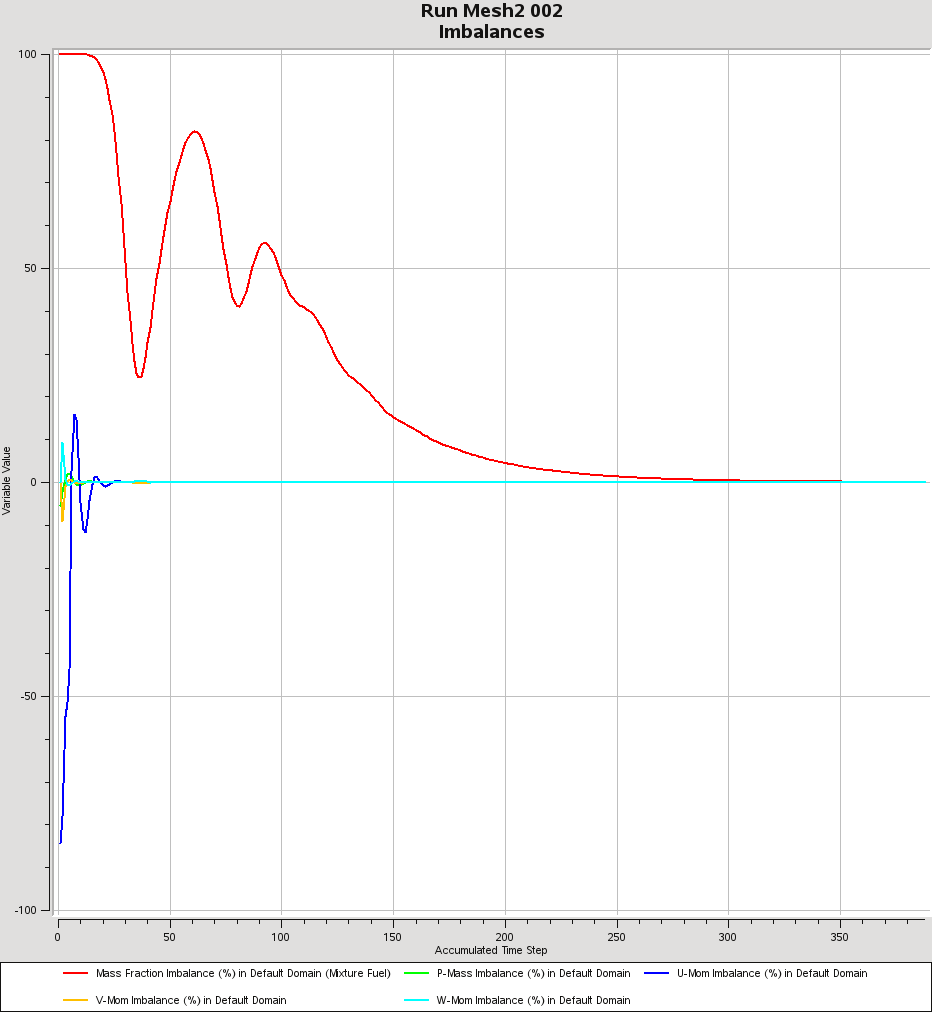 Run Mesh2 002
Imbalances
100
50
0
-50
-100
Variable Value
0 50 100 150 200 250 300 350
Accumulated Time Step
Mass Fraction Imbalance (%) in Default Domain (Mixture Fuel) P-Mass Imbalance (%) in Default Domain U-Mom Imbalance (%) in Default Domain
V-Mom Imbalance (%) in Default Domain W-Mom Imbalance (%) in Default Domain